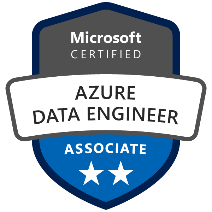 Microsoft
CERTIFIED
AZURE
DATA ENGINEER
ASSOCIATE